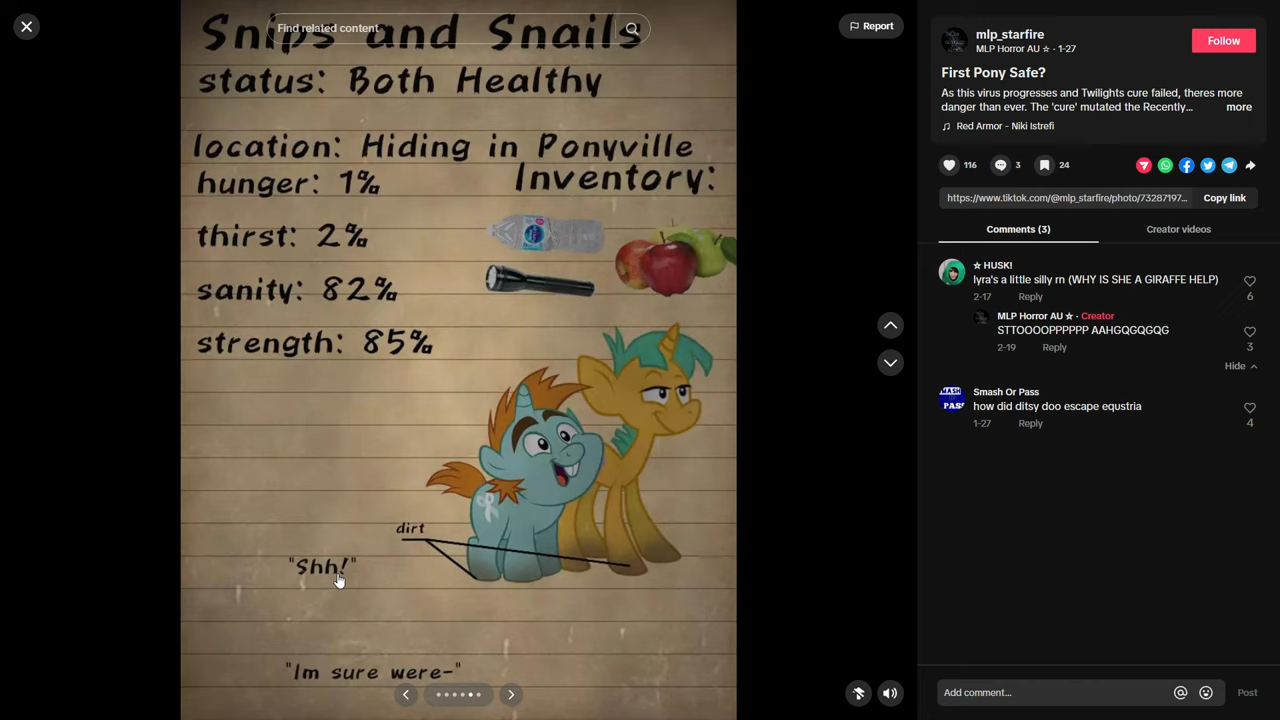 Find related content
Snips and Snails
status: Both Healthy
location: Hiding in Ponyville
hunger: 1%
Inventory:
thirst: 2%
sanity: 82%
strength: 85%
dirt
"Shh!"
"Im sure were-"
Report
mlp_starfire
MLP Horror AU ☆ · 1-27
Follow
First Pony Safe?
As this virus progresses and Twilights cure failed, theres more
danger than ever. The 'cure' mutated the Recently... more
Red Armor - Niki Istrefi
116 3 24
https://www.tiktok.com/@mlp_starfire/photo/73287197... Copy link
Comments (3) Creator videos
☆ HUSK!
lyra's a little silly rn (WHY IS SHE A GIRAFFE HELP)
2-17 Reply 6
MLP Horror AU ☆ · Creator
STTOOOOPPPPPP AAHGQGQGQG
2-19 Reply 3
Hide
Smash Or Pass
how did ditsy doo escape equstria
1-27 Reply 4
Add comment... Post